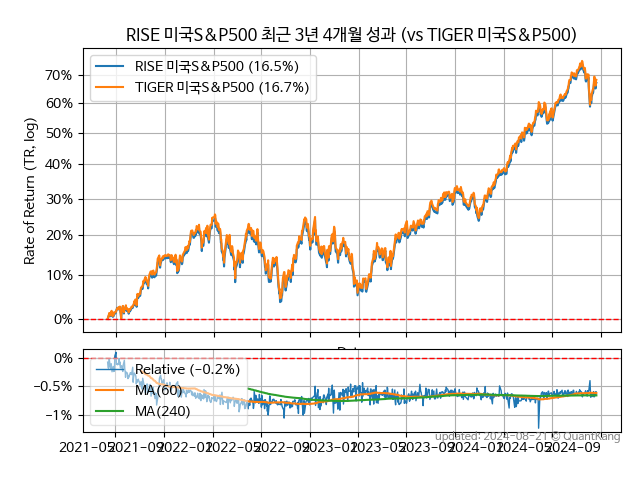 RISE 미국S&P500 최근 3년 4개월 성과 (vs TIGER 미국S&P500)
RISE 미국S&P500 (16.5%)
TIGER 미국S&P500 (16.7%)
Rate of Return (TR, log)
70%
60%
50%
40%
30%
20%
10%
0%
0%
−0.5%
−1%
Relative (−0.2%)
MA(60)
MA(240)
2021-05
2021-09
2022-01
2022-05
2022-09
2023-01
2023-05
2023-09
2024-01
2024-05
2024-09
updated: 2024-08-21 © QuantKang